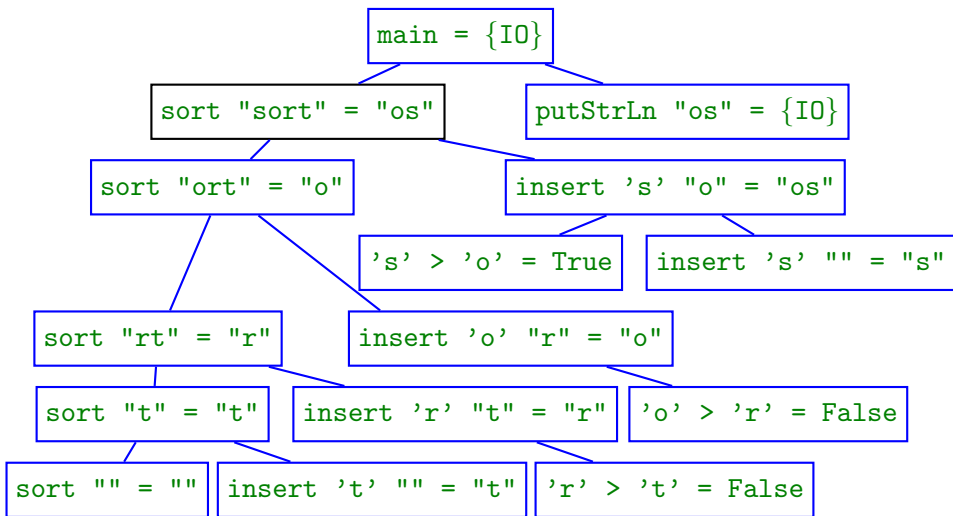 main = {IO}
sort "sort" = "os"
putStrLn "os" = {IO}
sort "ort" = "o"
insert 's' "o" = "os"
's' > 'o' = True
insert 's' "" = "s"
sort "rt" = "r"
insert 'o' "r" = "o"
sort "t" = "t"
insert 'r' "t" = "r"
'o' > 'r' = False
sort "" = ""
insert 't' "" = "t"
'r' > 't' = False